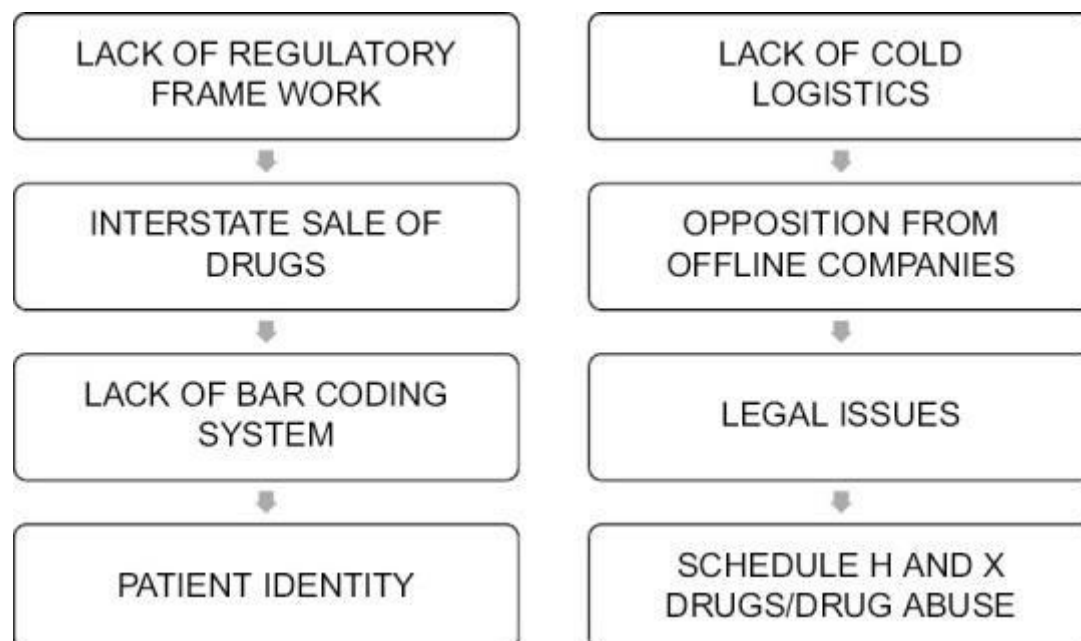 LACK OF REGULATORY
FRAME WORK
INTERSTATE SALE OF
DRUGS
LACK OF BAR CODING
SYSTEM
PATIENT IDENTITY
LACK OF COLD
LOGISTICS
OPPOSITION FROM
OFFLINE COMPANIES
LEGAL ISSUES
SCHEDULE H AND X
DRUGS/DRUG ABUSE